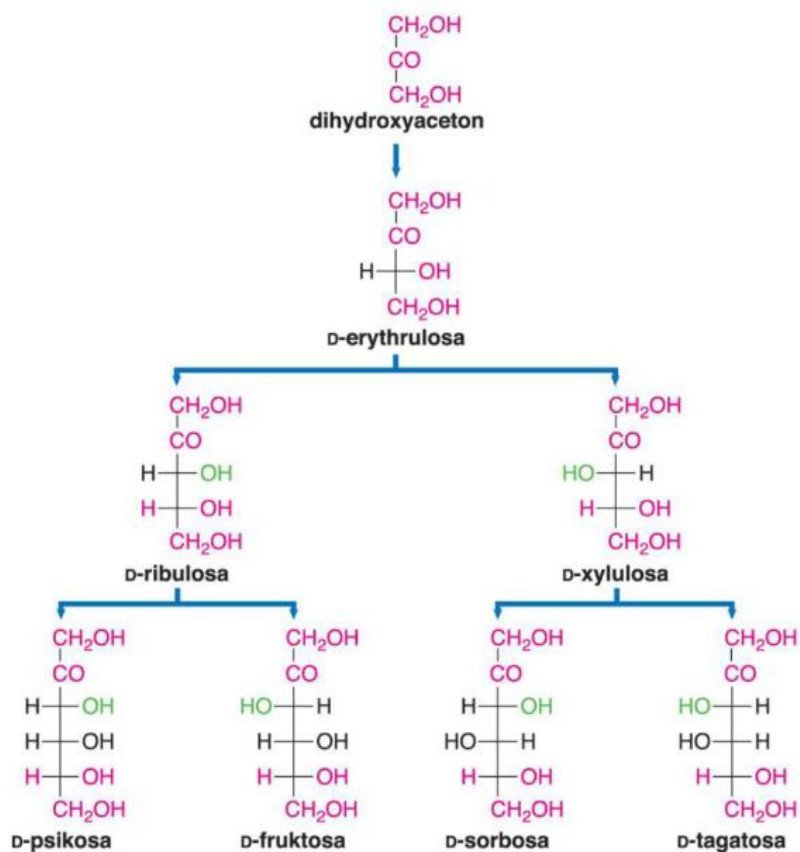 CH₂OH
CO
CH₂OH
dihydroxyaceton
CH₂OH
CO
H OH
CH₂OH
D-erythrulosa
CH₂OH
CO
H OH
H OH
CH₂OH
D-ribulosa
CH₂OH
CO
HO H
H OH
CH₂OH
D-xylulosa
CH₂OH
CO
H OH
H OH
H OH
CH₂OH
D-psikosa
CH₂OH
CO
HO H
H OH
H OH
CH₂OH
D-fruktosa
CH₂OH
CO
H OH
HO H
H OH
CH₂OH
D-sorbosa
CH₂OH
CO
HO H
HO H
H OH
CH₂OH
D-tagatosa